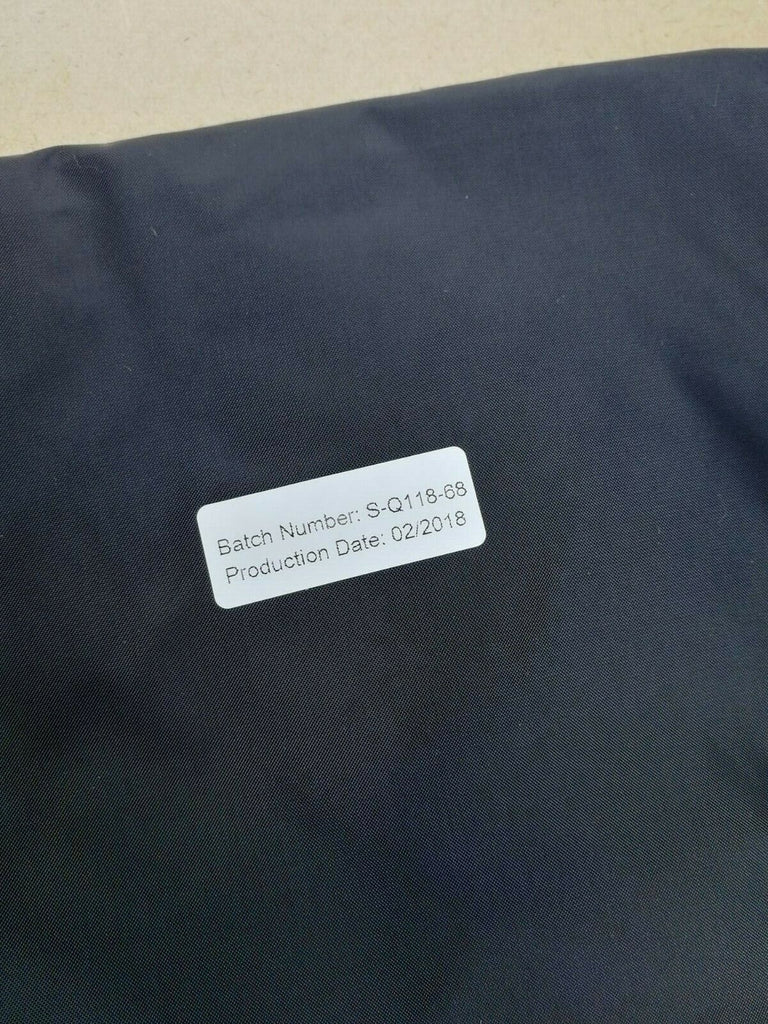 Batch Number: S-Q118-68
Production Date: 02/2018